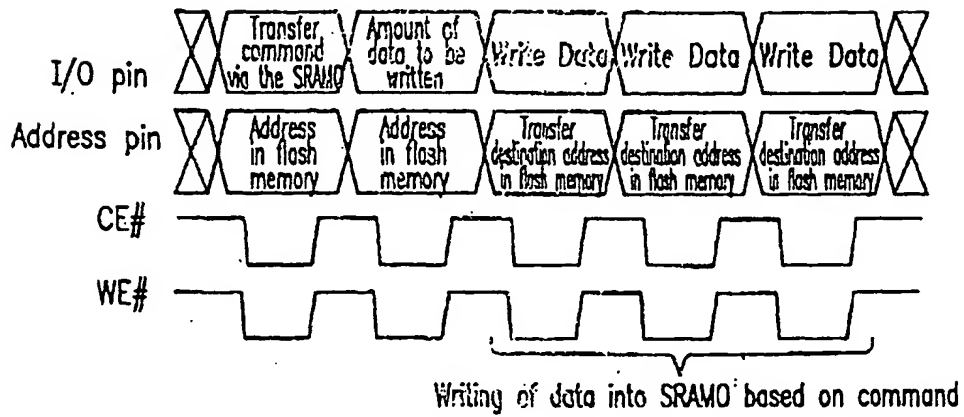 Transfer command via the SRAM0
Amount of data to be written
Write Data
Write Data
Write Data
I/O pin
Address in flash memory
Address in flash memory
Transfer destination address in flash memory
Transfer destination address in flash memory
Transfer destination address in flash memory
Address pin
CE#
WE#
Writing of data into SRAM0 based on command